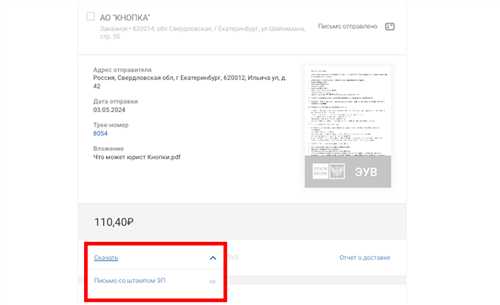 АО "КНОПКА"
Заказное • 620014, обл Свердловская, г Екатеринбург, ул Шейнкмана,
стр. 55
Письмо отправлено
Адрес отправителя
Россия, Свердловская обл, г Екатеринбург, 620012, Ильича ул, д.
42
Дата отправки
03.05.2024
Трек-номер
8054
Вложение
Что может юрист Кнопки.pdf
ЭУВ
110,40₽
Скачать
Отчет о доставке
Письмо со штампом ЭП